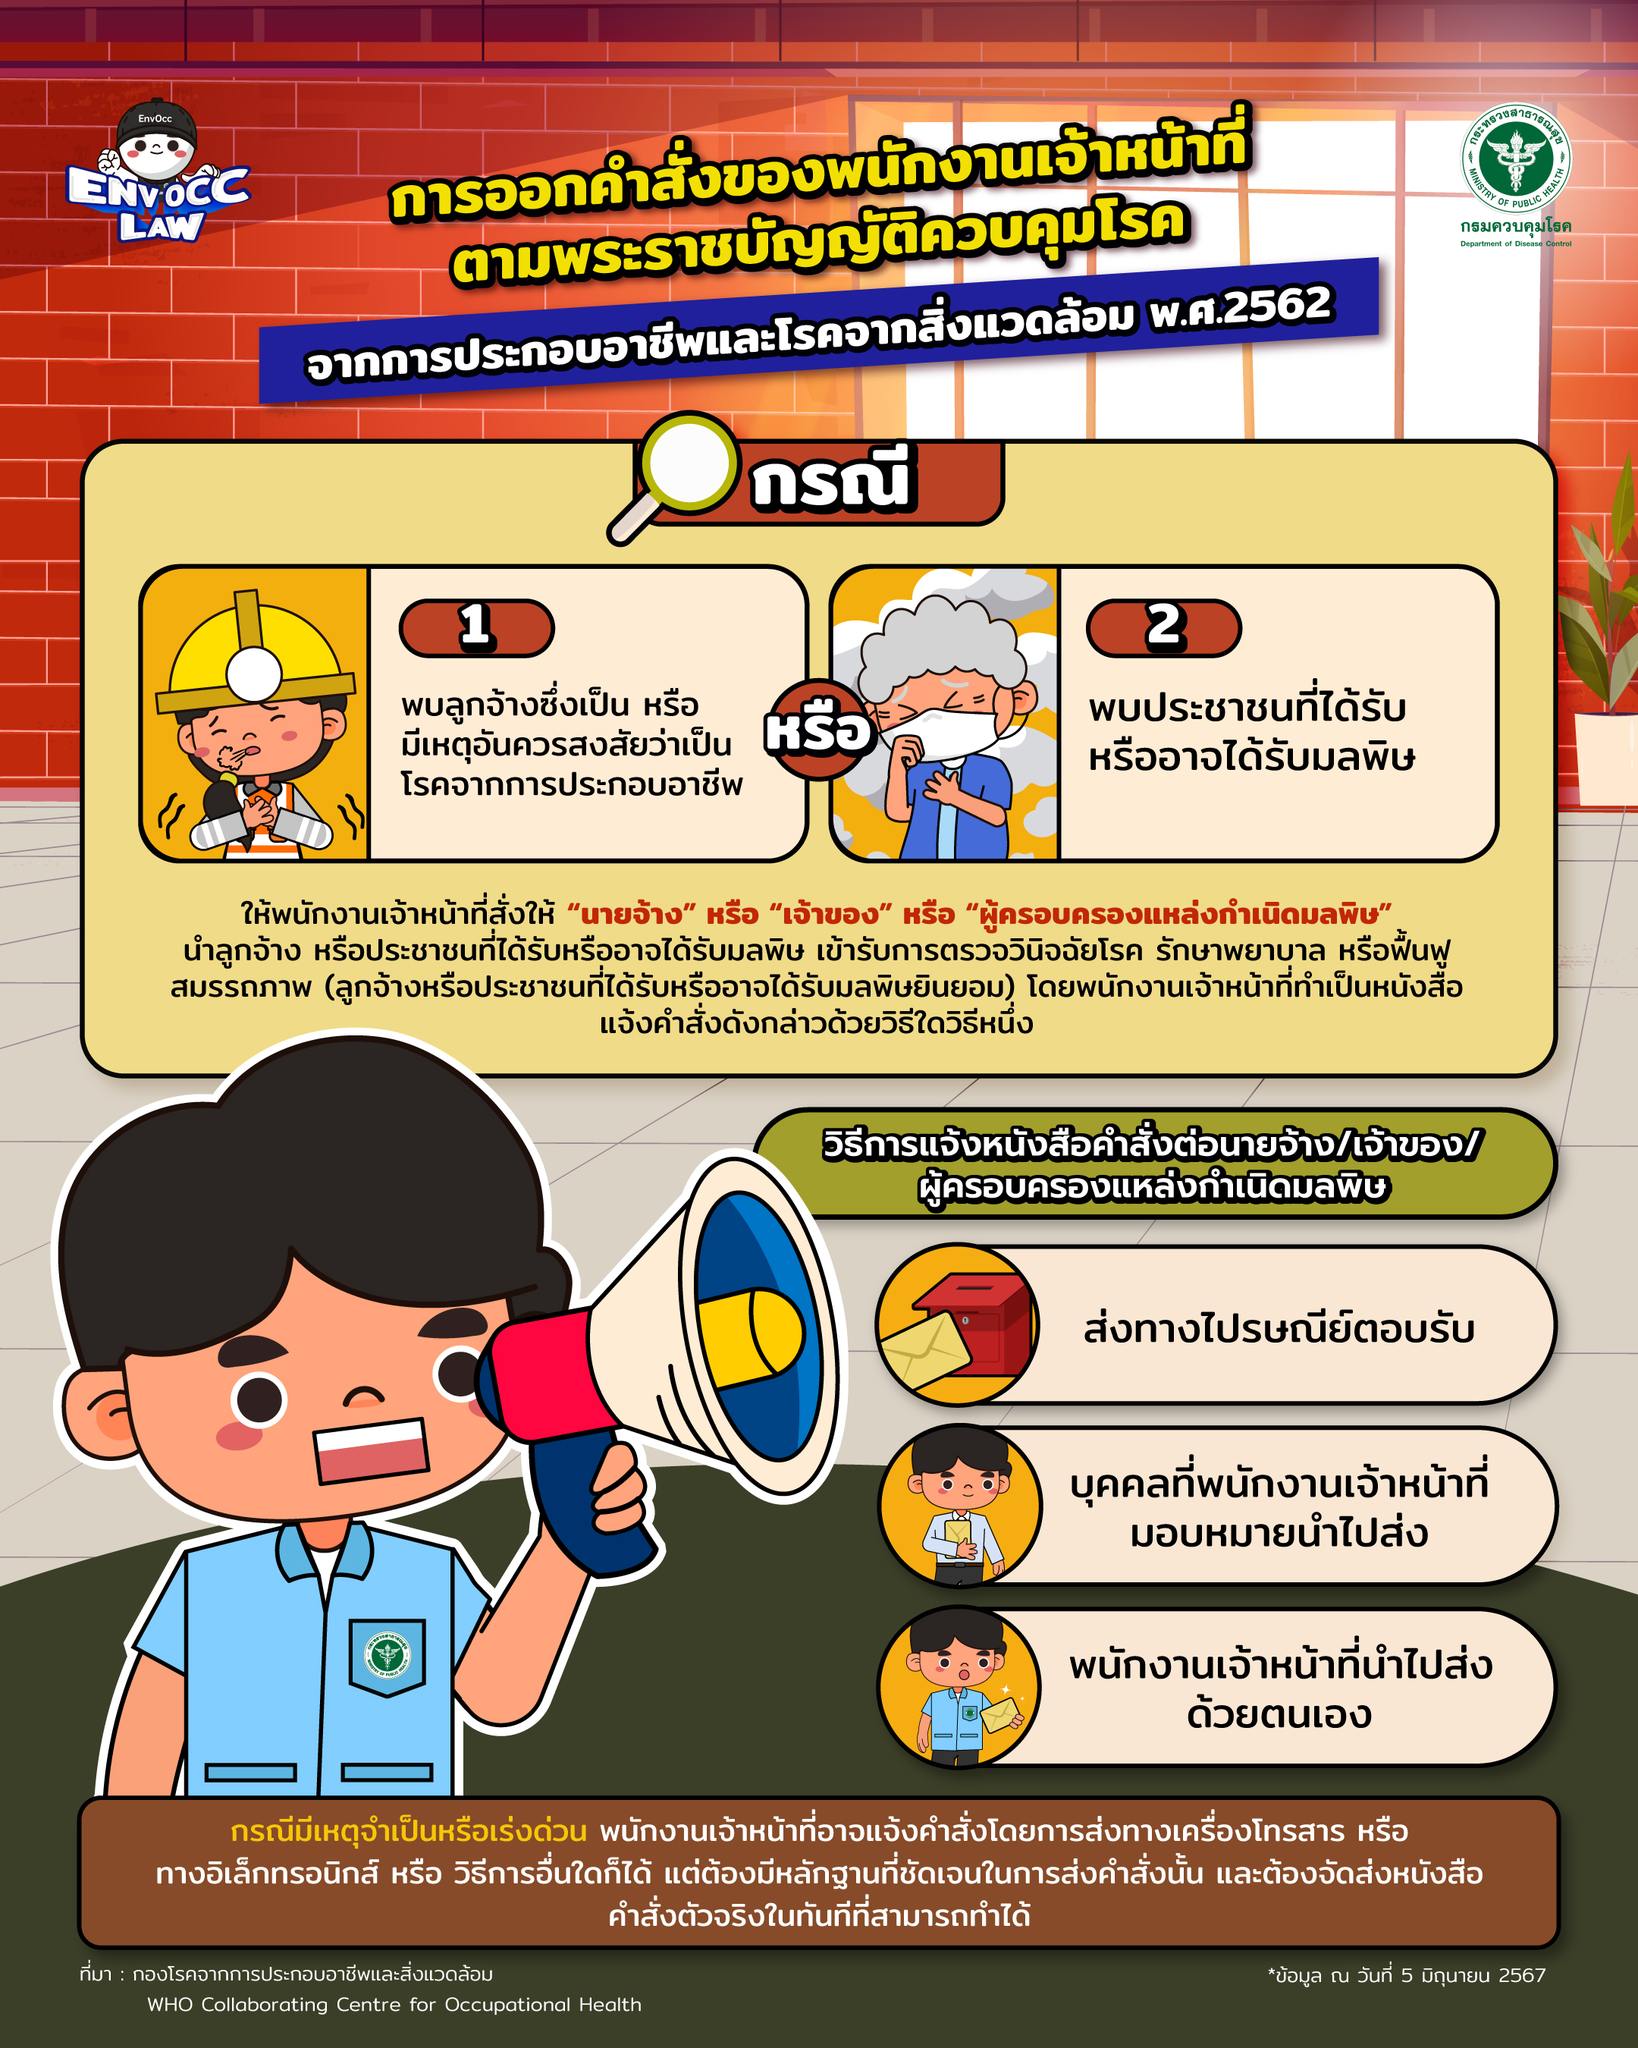 EnvOcc
ENVOCC
LAW
กระทรวงสาธารณสุข
MINISTRY OF PUBLIC HEALTH
กรมควบคุมโรค
Department of Disease Control
การออกคำสั่งของพนักงานเจ้าหน้าที่
ตามพระราชบัญญัติควบคุมโรค
จากการประกอบอาชีพและโรคจากสิ่งแวดล้อม พ.ศ.2562
กรณี
1
พบลูกจ้างซึ่งเป็น หรือ
มีเหตุอันควรสงสัยว่าเป็น
โรคจากการประกอบอาชีพ
หรือ
2
พบประชาชนที่ได้รับ
หรืออาจได้รับมลพิษ
ให้พนักงานเจ้าหน้าที่สั่งให้ “นายจ้าง” หรือ “เจ้าของ” หรือ “ผู้ครอบครองแหล่งกำเนิดมลพิษ”
นำลูกจ้าง หรือประชาชนที่ได้รับหรืออาจได้รับมลพิษ เข้ารับการตรวจวินิจฉัยโรค รักษาพยาบาล หรือฟื้นฟู
สมรรถภาพ (ลูกจ้างหรือประชาชนที่ได้รับหรืออาจได้รับมลพิษยินยอม) โดยพนักงานเจ้าหน้าที่ทำเป็นหนังสือ
แจ้งคำสั่งดังกล่าวด้วยวิธีใดวิธีหนึ่ง
วิธีการแจ้งหนังสือคำสั่งต่อนายจ้าง/เจ้าของ/
ผู้ครอบครองแหล่งกำเนิดมลพิษ
ส่งทางไปรษณีย์ตอบรับ
บุคคลที่พนักงานเจ้าหน้าที่
มอบหมายนำไปส่ง
พนักงานเจ้าหน้าที่นำไปส่ง
ด้วยตนเอง
กรณีมีเหตุจำเป็นหรือเร่งด่วน พนักงานเจ้าหน้าที่อาจแจ้งคำสั่งโดยการส่งทางเครื่องโทรสาร หรือ
ทางอิเล็กทรอนิกส์ หรือ วิธีการอื่นใดก็ได้ แต่ต้องมีหลักฐานที่ชัดเจนในการส่งคำสั่งนั้น และต้องจัดส่งหนังสือ
คำสั่งตัวจริงในทันทีที่สามารถทำได้
ที่มา : กองโรคจากการประกอบอาชีพและสิ่งแวดล้อม
WHO Collaborating Centre for Occupational Health
*ข้อมูล ณ วันที่ 5 มิถุนายน 2567